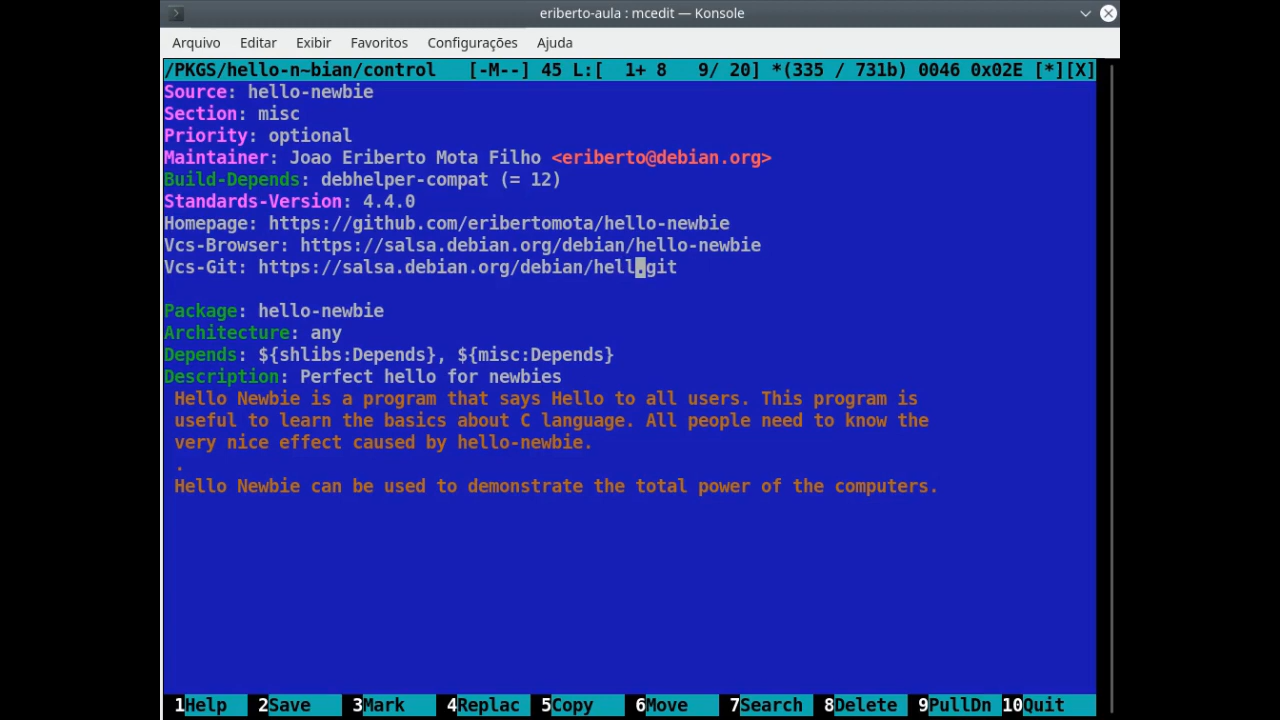 eriberto-aula : mcedit — Konsole
Arquivo Editar Exibir Favoritos Configurações Ajuda
/PKGS/hello-n~bian/control [-M--] 45 L:[ 1+ 8 9/ 20] *(335 / 731b) 0046 0x02E [*][X]
Source: hello-newbie
Section: misc
Priority: optional
Maintainer: Joao Eriberto Mota Filho <eriberto@debian.org>
Build-Depends: debhelper-compat (= 12)
Standards-Version: 4.4.0
Homepage: https://github.com/eribertomota/hello-newbie
Vcs-Browser: https://salsa.debian.org/debian/hello-newbie
Vcs-Git: https://salsa.debian.org/debian/hell.git
Package: hello-newbie
Architecture: any
Depends: ${shlibs:Depends}, ${misc:Depends}
Description: Perfect hello for newbies
Hello Newbie is a program that says Hello to all users. This program is
useful to learn the basics about C language. All people need to know the
very nice effect caused by hello-newbie.
.
Hello Newbie can be used to demonstrate the total power of the computers.
1Help 2Save 3Mark 4Replac 5Copy 6Move 7Search 8Delete 9PullDn 10Quit